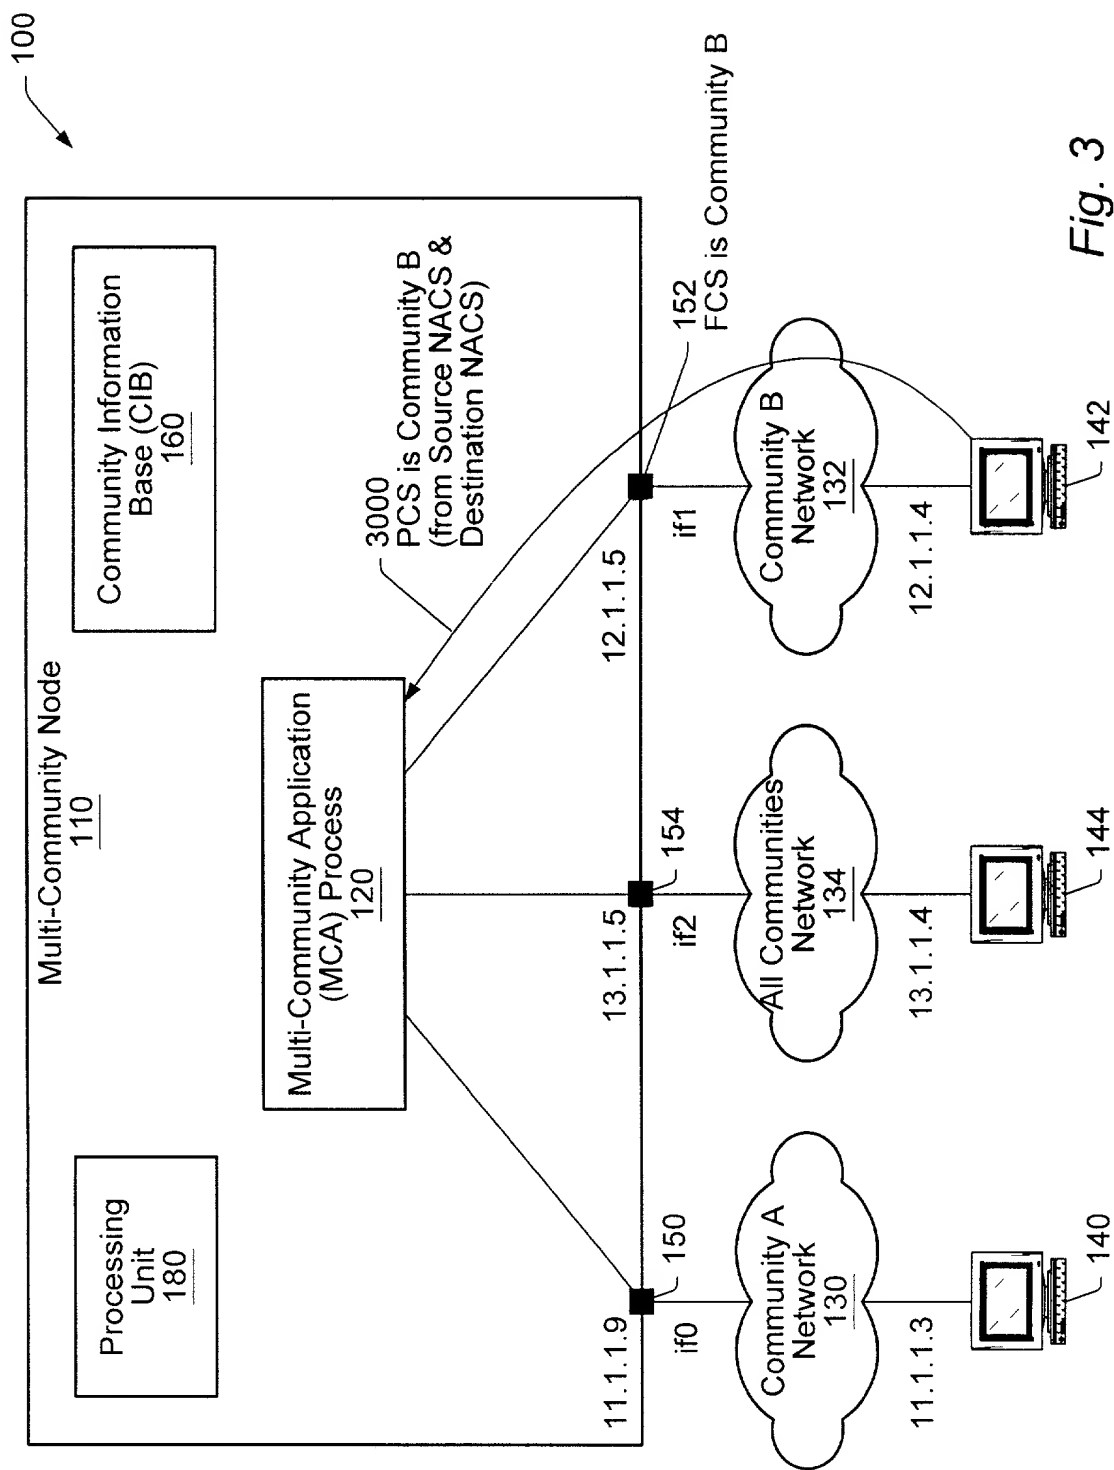 100
Multi-Community Node
110
Processing
Unit
180
Community Information
Base (CIB)
160
Multi-Community Application
(MCA) Process
120
3000
PCS is Community B
(from Source NACS &
Destination NACS)
11.1.1.9
13.1.1.5
12.1.1.5
if0
150
if2
154
if1
152
FCS is Community B
Community A
Network
130
All Communities
Network
134
Community B
Network
132
11.1.1.3
13.1.1.4
12.1.1.4
140
144
142
Fig. 3